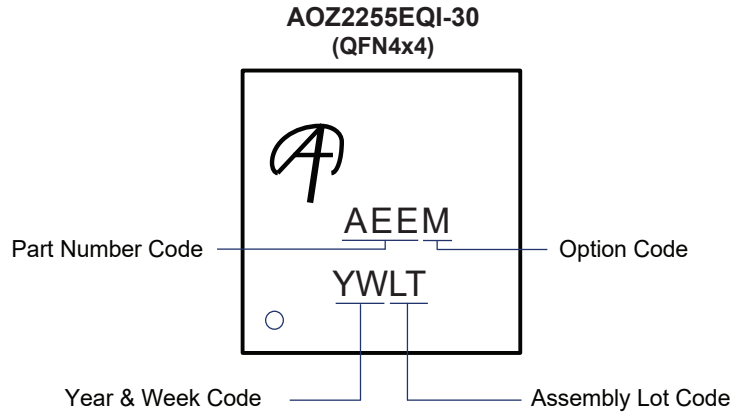 AOZ2255EQI-30
(QFN4x4)
AEEM
Part Number Code
Option Code
YWLT
Year & Week Code
Assembly Lot Code